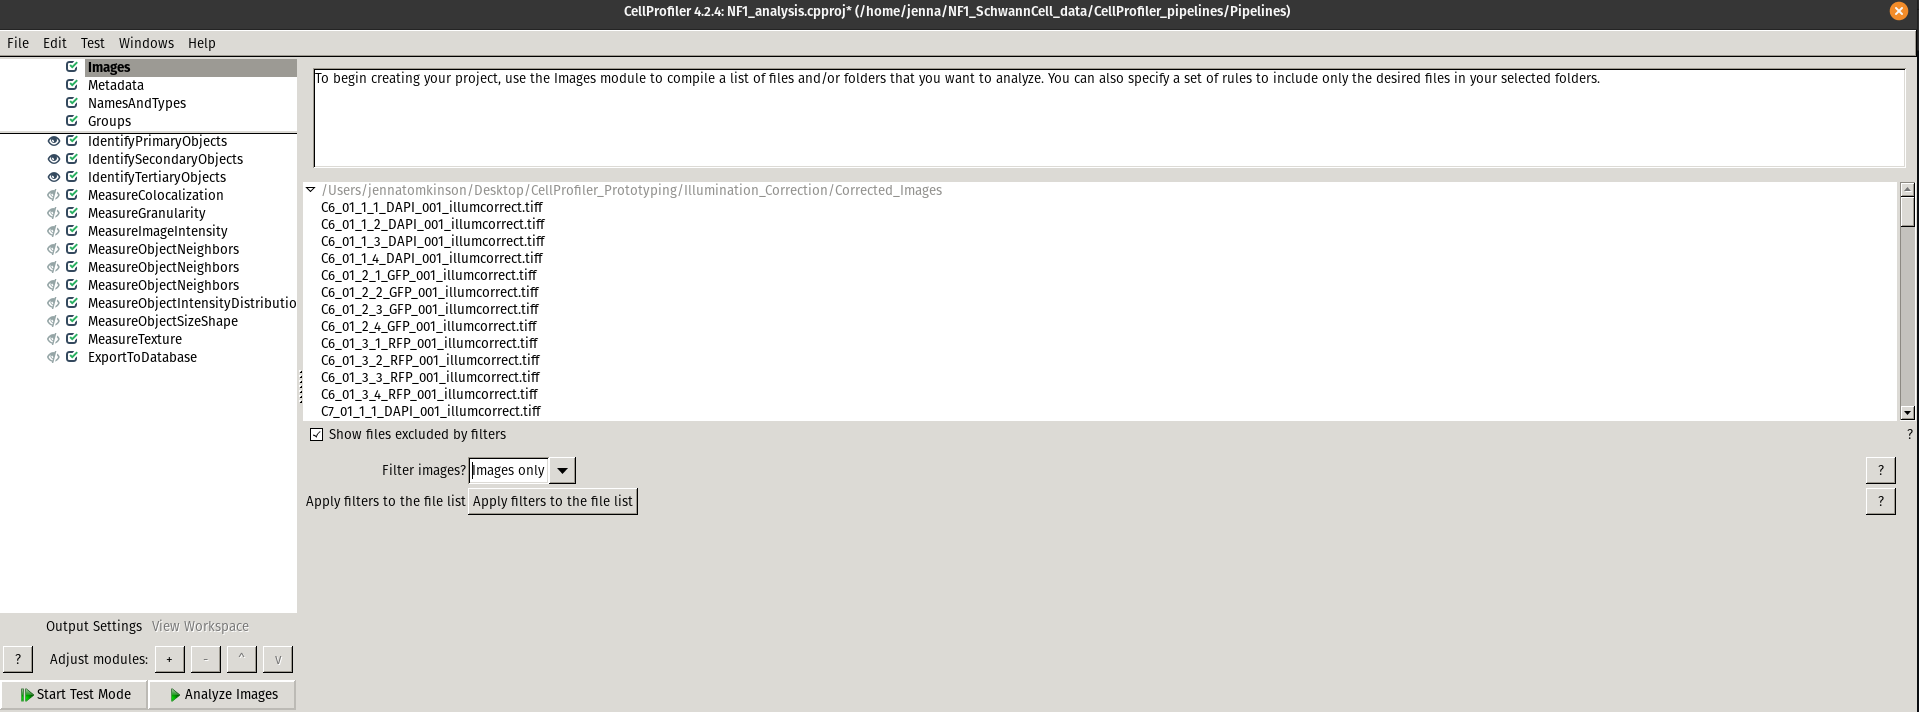 CellProfiler 4.2.4: NF1_analysis.cpproj* (/home/jenna/NF1_SchwannCell_data/CellProfiler_pipelines/Pipelines)
File Edit Test Windows Help
Images
Metadata
NamesAndTypes
Groups
IdentifyPrimaryObjects
IdentifySecondaryObjects
IdentifyTertiaryObjects
MeasureColocalization
MeasureGranularity
MeasureImageIntensity
MeasureObjectNeighbors
MeasureObjectNeighbors
MeasureObjectNeighbors
MeasureObjectIntensityDistributio
MeasureObjectSizeShape
MeasureTexture
ExportToDatabase
Output Settings View Workspace
? Adjust modules: + - ^ v
Start Test Mode Analyze Images
To begin creating your project, use the Images module to compile a list of files and/or folders that you want to analyze. You can also specify a set of rules to include only the desired files in your selected folders.
/Users/jennatomkinson/Desktop/CellProfiler_Prototyping/Illumination_Correction/Corrected_Images
C6_01_1_1_DAPI_001_illumcorrect.tiff
C6_01_1_2_DAPI_001_illumcorrect.tiff
C6_01_1_3_DAPI_001_illumcorrect.tiff
C6_01_1_4_DAPI_001_illumcorrect.tiff
C6_01_2_1_GFP_001_illumcorrect.tiff
C6_01_2_2_GFP_001_illumcorrect.tiff
C6_01_2_3_GFP_001_illumcorrect.tiff
C6_01_2_4_GFP_001_illumcorrect.tiff
C6_01_3_1_RFP_001_illumcorrect.tiff
C6_01_3_2_RFP_001_illumcorrect.tiff
C6_01_3_3_RFP_001_illumcorrect.tiff
C6_01_3_4_RFP_001_illumcorrect.tiff
C7_01_1_1_DAPI_001_illumcorrect.tiff
Show files excluded by filters ?
Filter images? Images only ?
Apply filters to the file list Apply filters to the file list ?